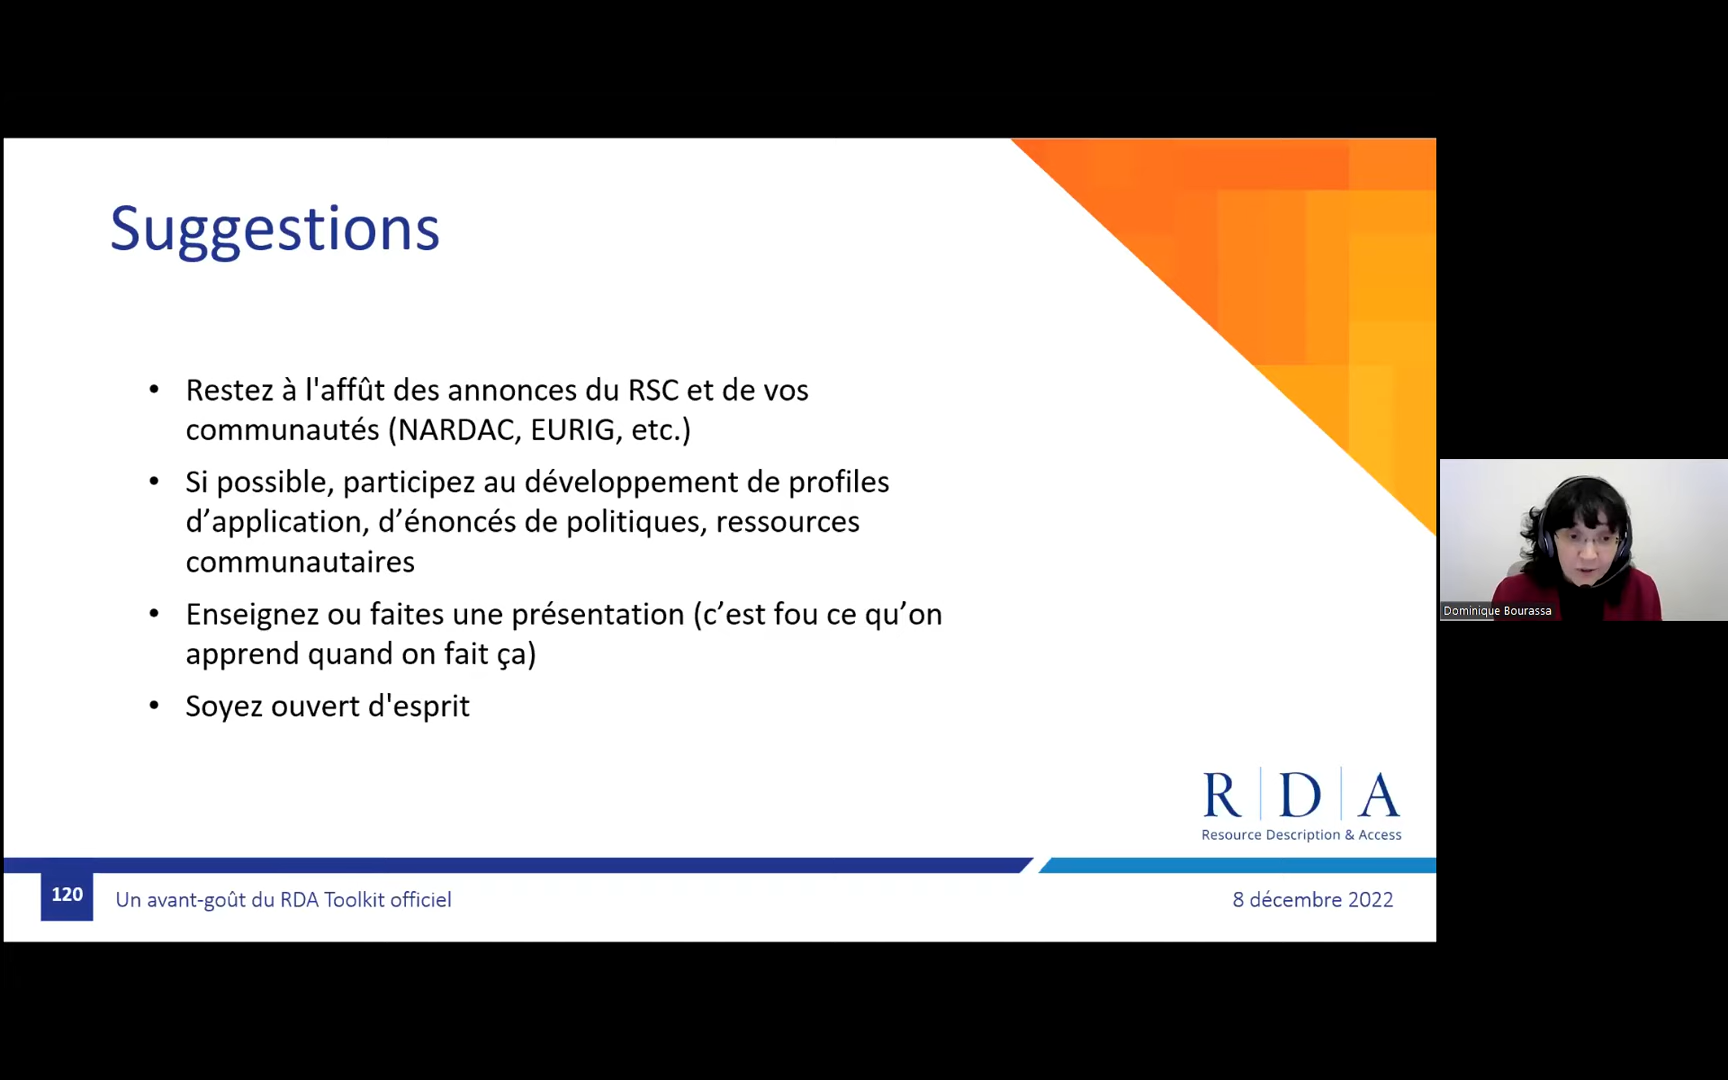 Suggestions
• Restez à l'affût des annonces du RSC et de vos
communautés (NARDAC, EURIG, etc.)
• Si possible, participez au développement de profiles
d’application, d’énoncés de politiques, ressources
communautaires
• Enseignez ou faites une présentation (c’est fou ce qu’on
apprend quand on fait ça)
• Soyez ouvert d'esprit
R D A
Resource Description & Access
120
Un avant-goût du RDA Toolkit officiel
8 décembre 2022
Dominique Bourassa